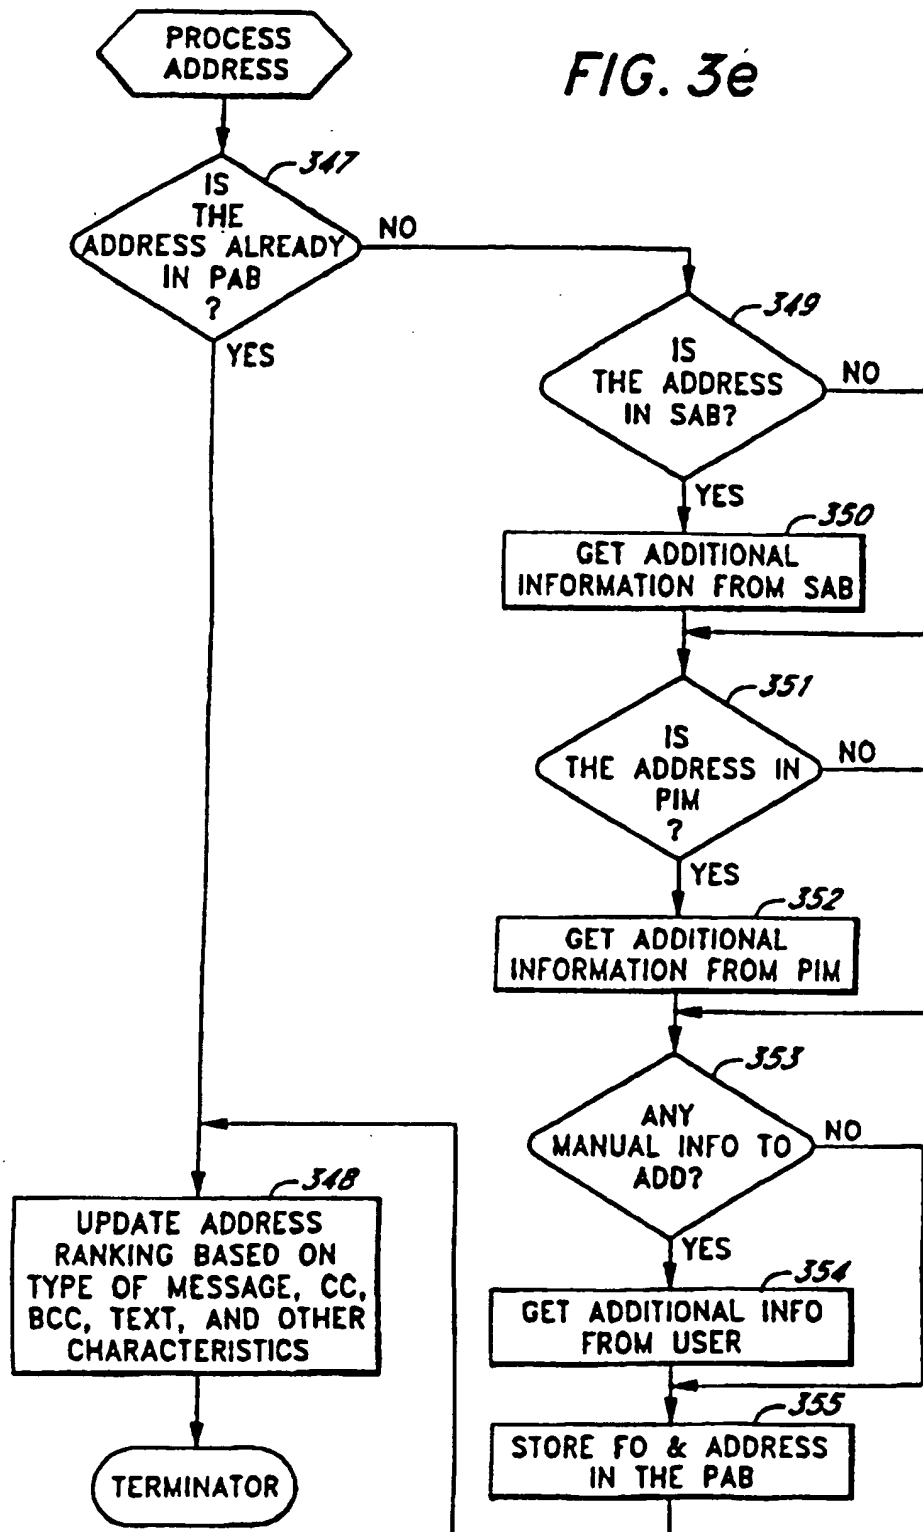 PROCESS
ADDRESS
FIG. 3e
347
IS
THE
ADDRESS ALREADY
IN PAB
?
NO
YES
349
IS
THE ADDRESS
IN SAB?
NO
YES
350
GET ADDITIONAL
INFORMATION FROM SAB
351
IS
THE ADDRESS IN
PIM
?
NO
YES
352
GET ADDITIONAL
INFORMATION FROM PIM
353
ANY
MANUAL INFO TO
ADD?
NO
YES
354
GET ADDITIONAL INFO
FROM USER
355
STORE FO & ADDRESS
IN THE PAB
348
UPDATE ADDRESS
RANKING BASED ON
TYPE OF MESSAGE, CC,
BCC, TEXT, AND OTHER
CHARACTERISTICS
TERMINATOR